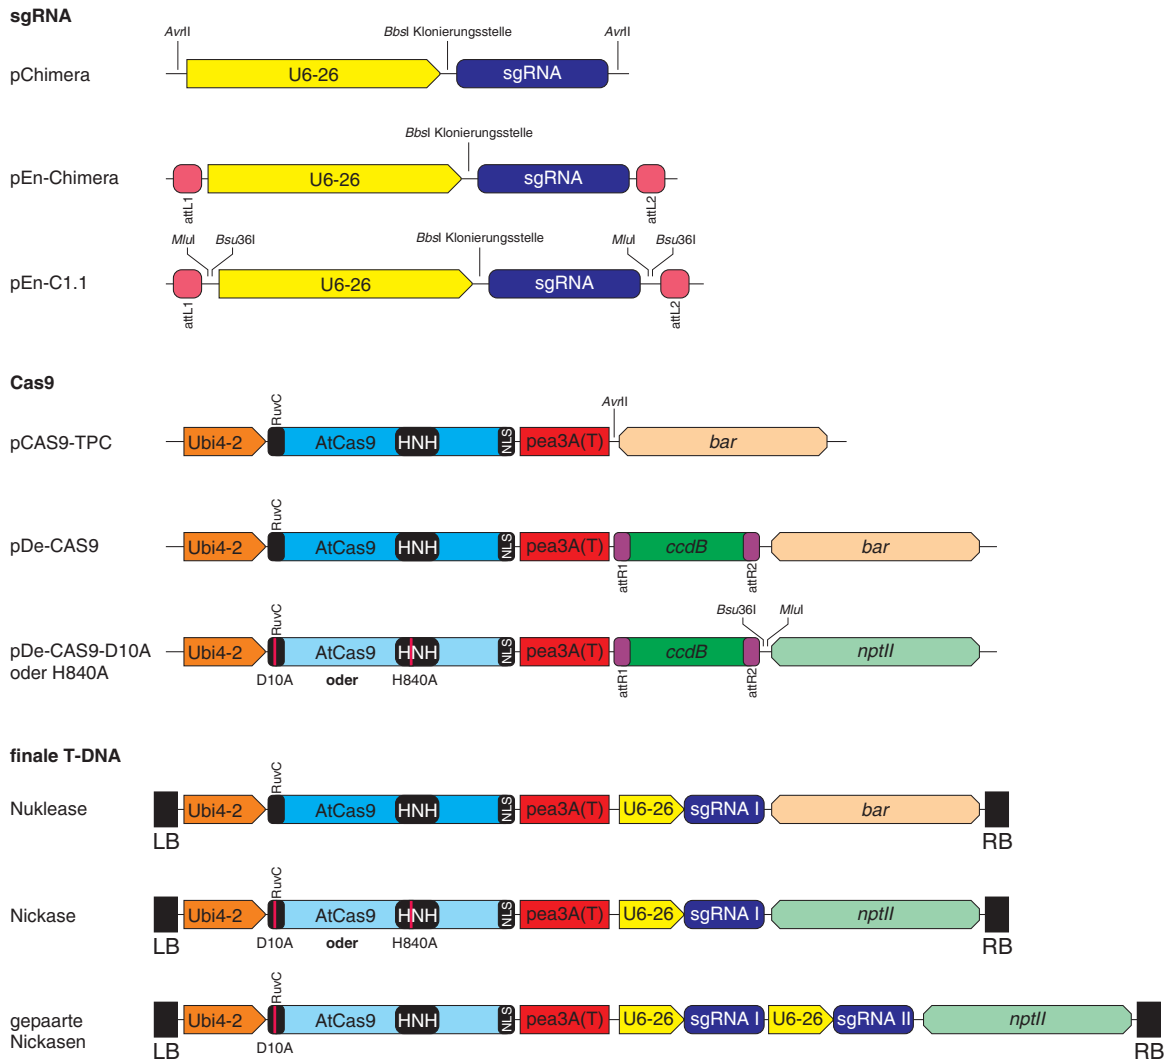 sgRNA
AvrII
BbsI Klonierungsstelle
AvrII
pChimera
U6-26
sgRNA
BbsI Klonierungsstelle
pEn-Chimera
U6-26
sgRNA
attL1
attL2
MluI
Bsu36I
BbsI Klonierungsstelle
MluI
Bsu36I
pEn-C1.1
U6-26
sgRNA
attL1
attL2
Cas9
RuvC
AvrII
pCAS9-TPC
Ubi4-2
AtCas9
HNH
NLS
pea3A(T)
bar
RuvC
pDe-CAS9
Ubi4-2
AtCas9
HNH
NLS
pea3A(T)
ccdB
bar
attR1
attR2
RuvC
Bsu36I
MluI
pDe-CAS9-D10A
oder H840A
Ubi4-2
AtCas9
HNH
NLS
pea3A(T)
ccdB
nptII
D10A
oder
H840A
attR1
attR2
finale T-DNA
RuvC
Nuklease
Ubi4-2
AtCas9
HNH
NLS
pea3A(T)
U6-26
sgRNA I
bar
LB
RB
RuvC
Nickase
Ubi4-2
AtCas9
HNH
NLS
pea3A(T)
U6-26
sgRNA I
nptII
LB
D10A
oder
H840A
RB
RuvC
gepaarte
Nickasen
Ubi4-2
AtCas9
HNH
NLS
pea3A(T)
U6-26
sgRNA I
U6-26
sgRNA II
nptII
LB
D10A
RB